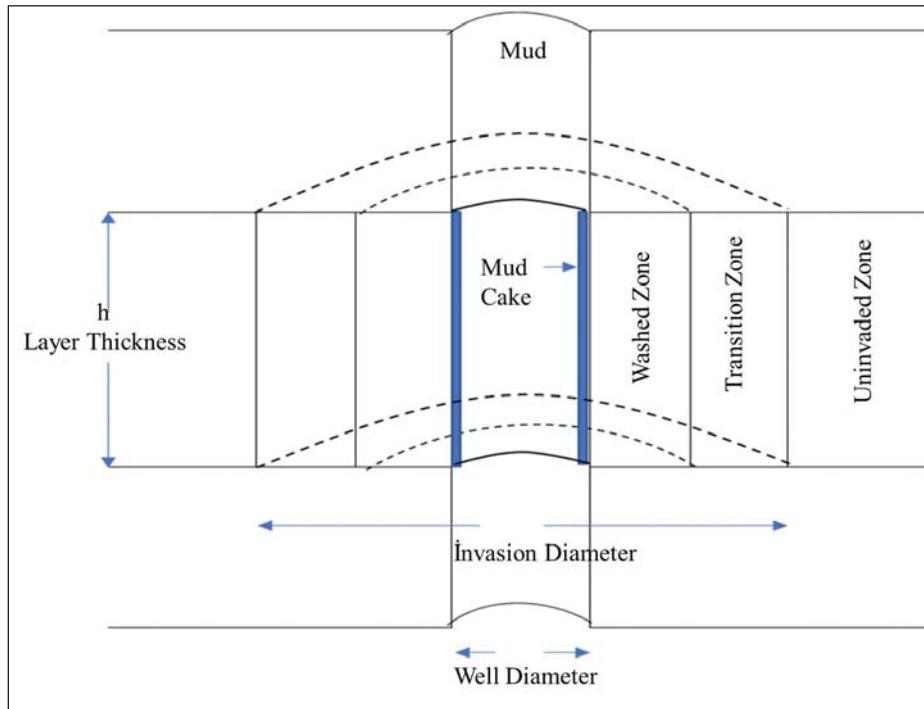 Mud
h
Layer Thickness
Mud
Cake
Washed Zone
Transition Zone
Uninvaded Zone
İnvasion Diameter
Well Diameter